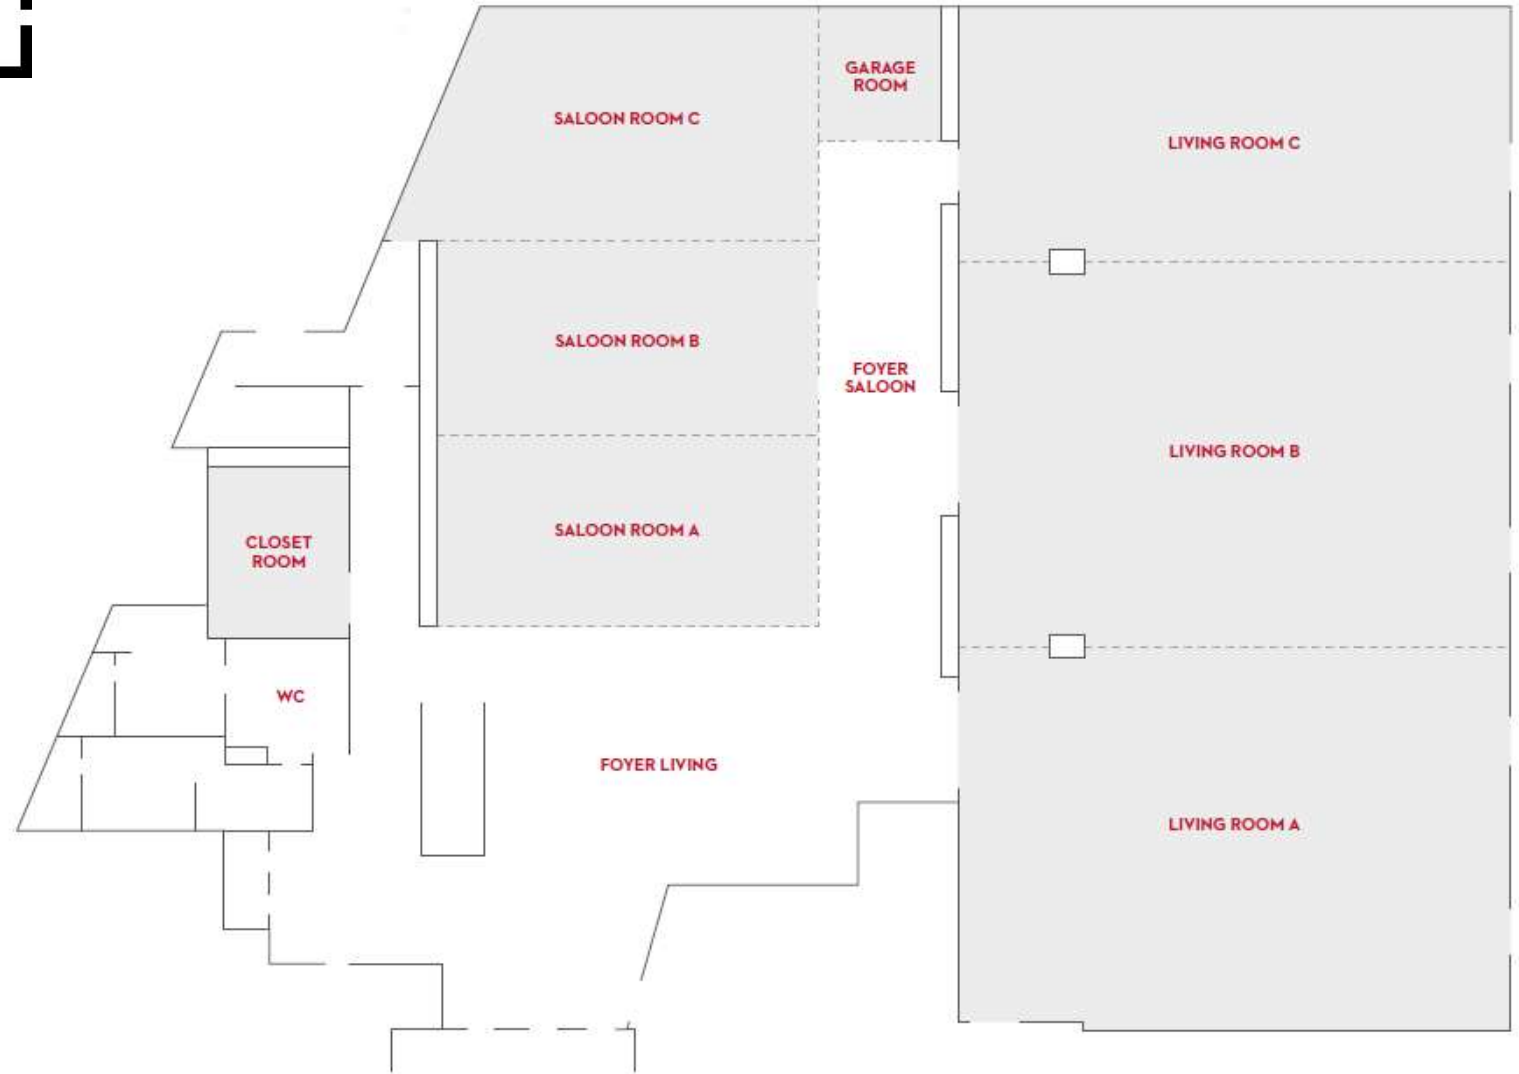 GARAGE
ROOM
SALOON ROOM C
LIVING ROOM C
SALOON ROOM B
FOYER
SALOON
LIVING ROOM B
SALOON ROOM A
CLOSET
ROOM
WC
FOYER LIVING
LIVING ROOM A